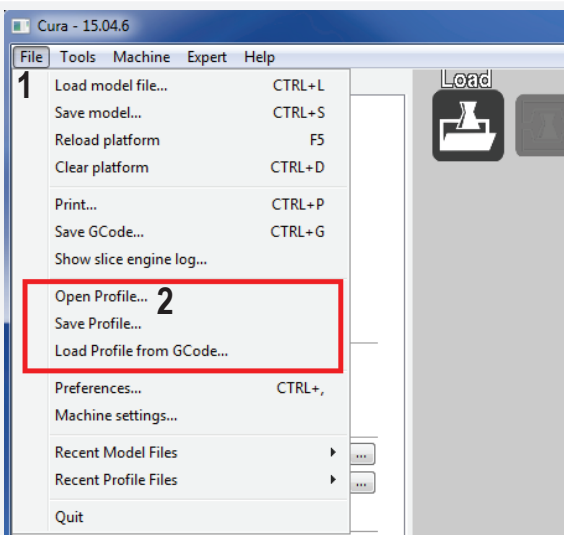 Cura - 15.04.6
File Tools Machine Expert Help
1
Load
Load model file... CTRL+L
Save model... CTRL+S
Reload platform F5
Clear platform CTRL+D
Print... CTRL+P
Save GCode... CTRL+G
Show slice engine log...
Open Profile... 2
Save Profile...
Load Profile from GCode...
Preferences... CTRL+,
Machine settings...
Recent Model Files
...
Recent Profile Files
...
Quit